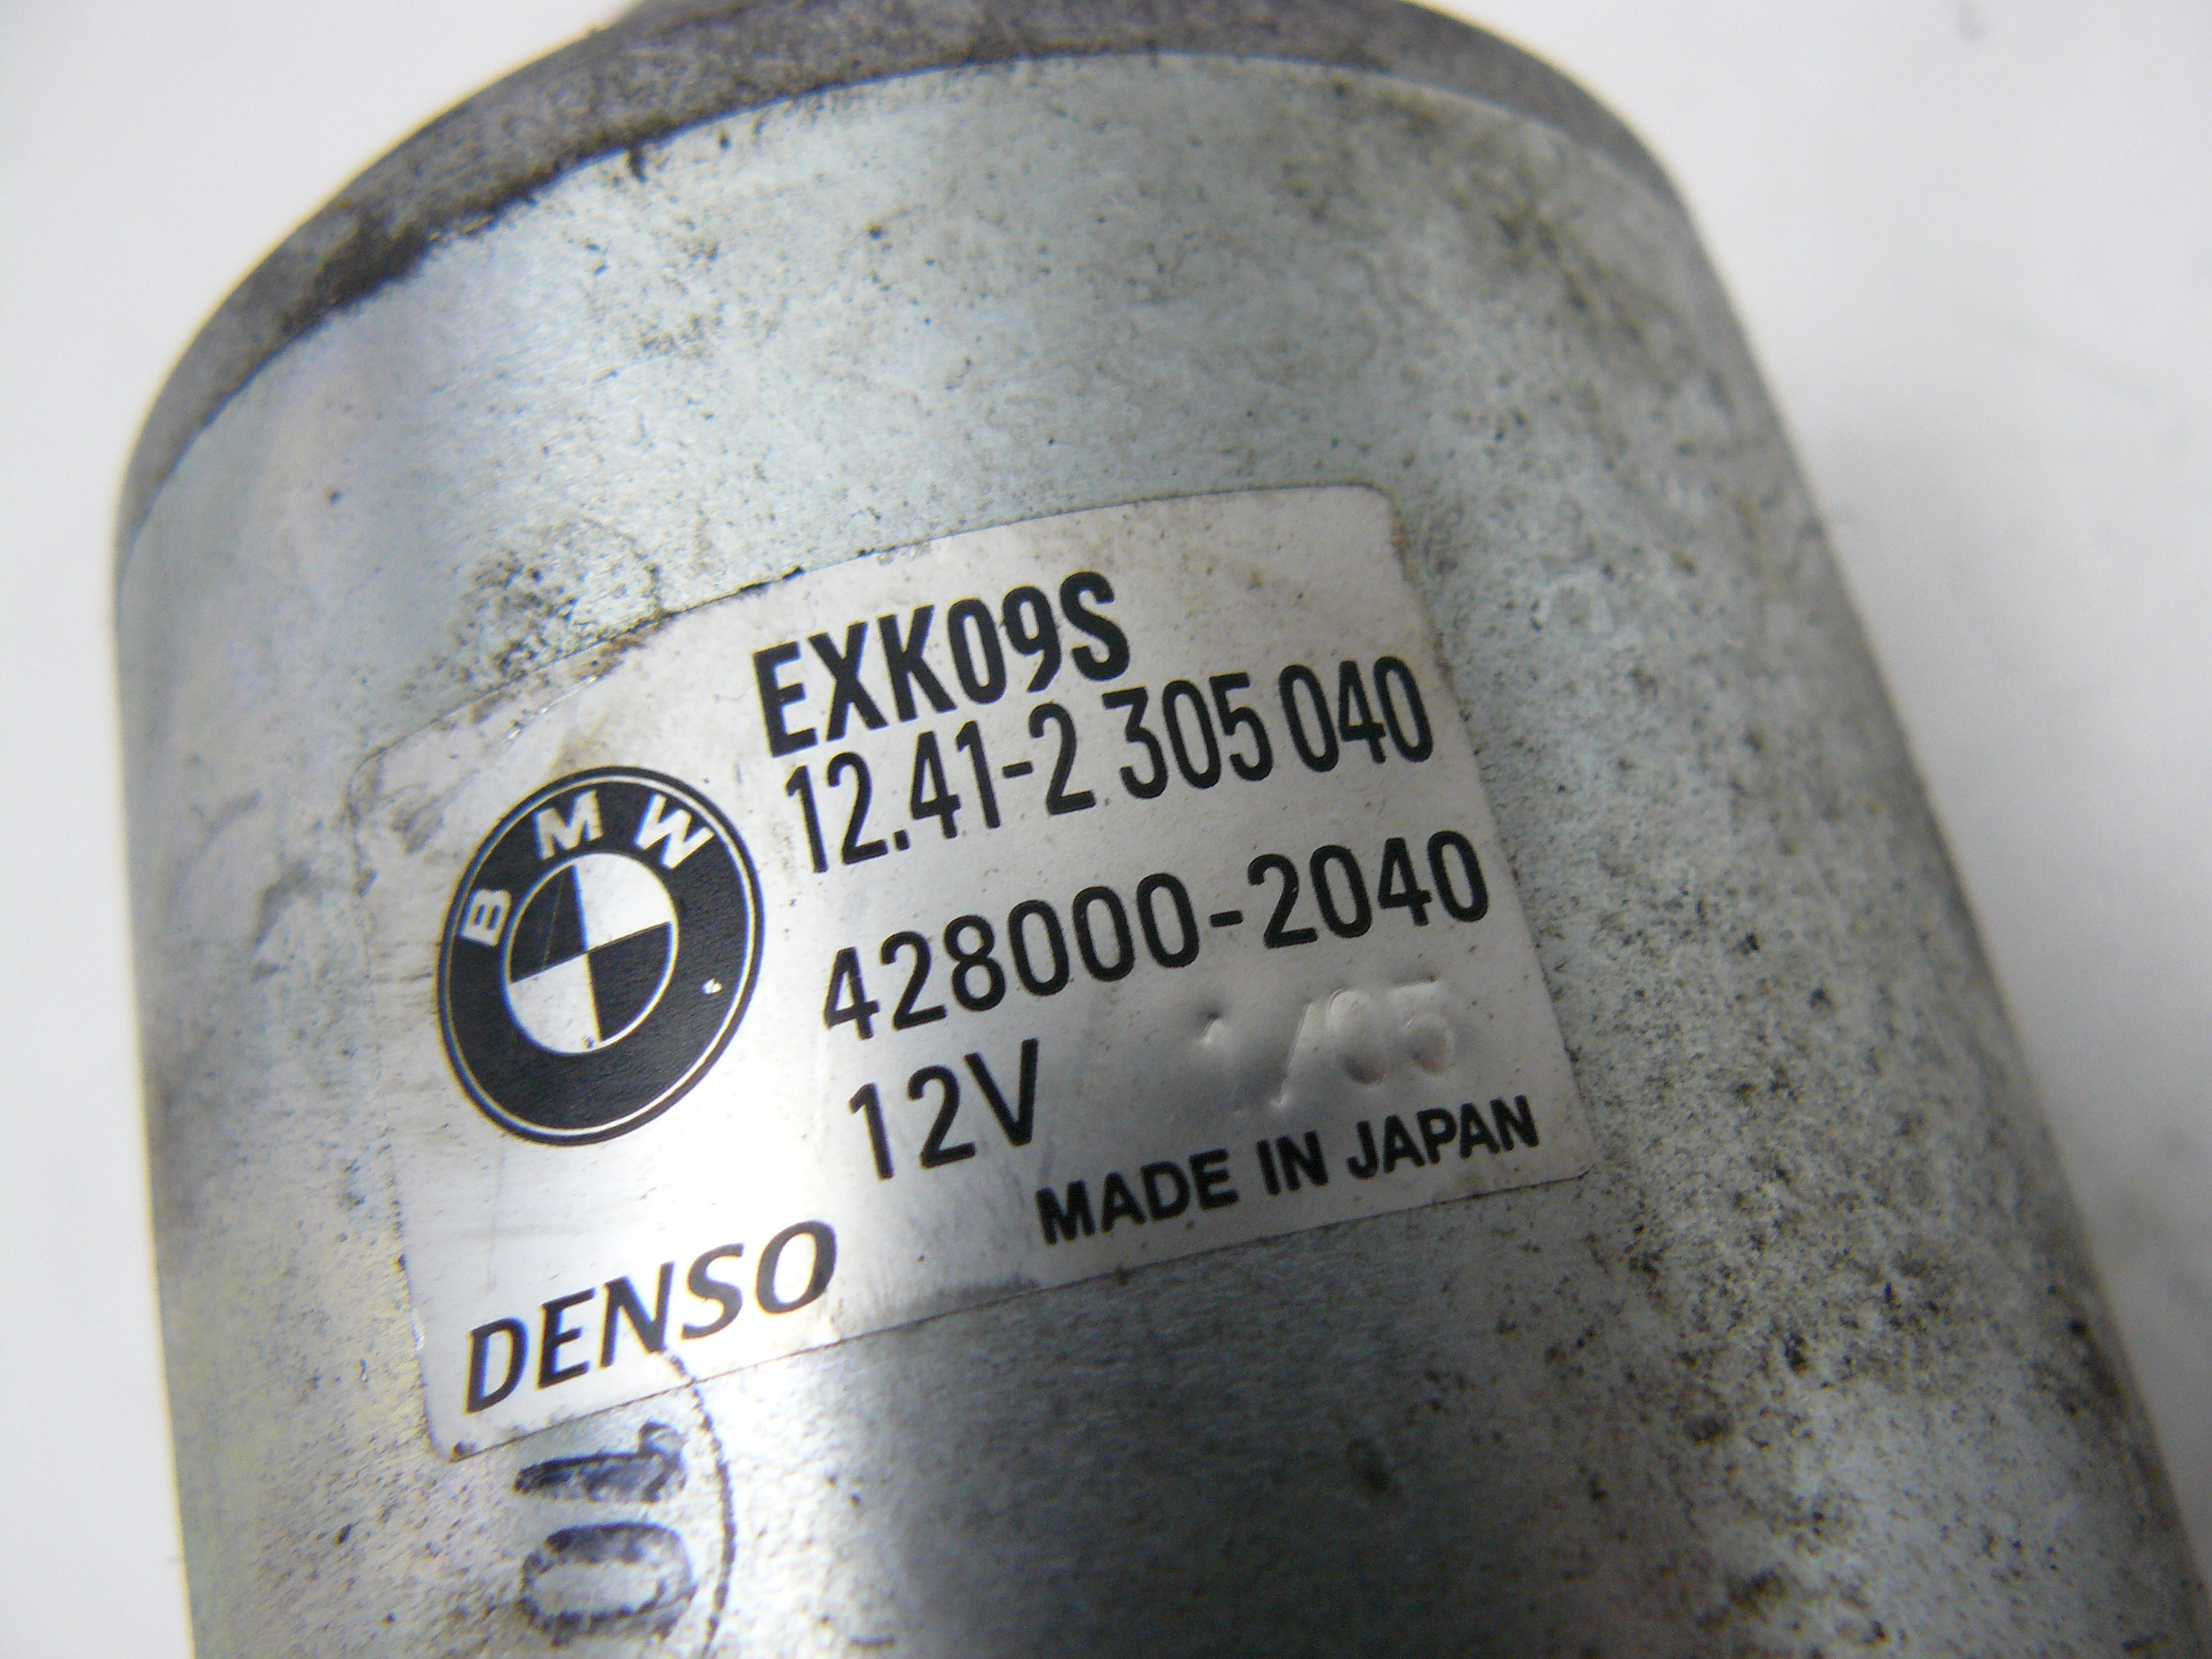 EXK09S
12.41-2 305 040
BMW
428000-2040
12V
MADE IN JAPAN
DENSO